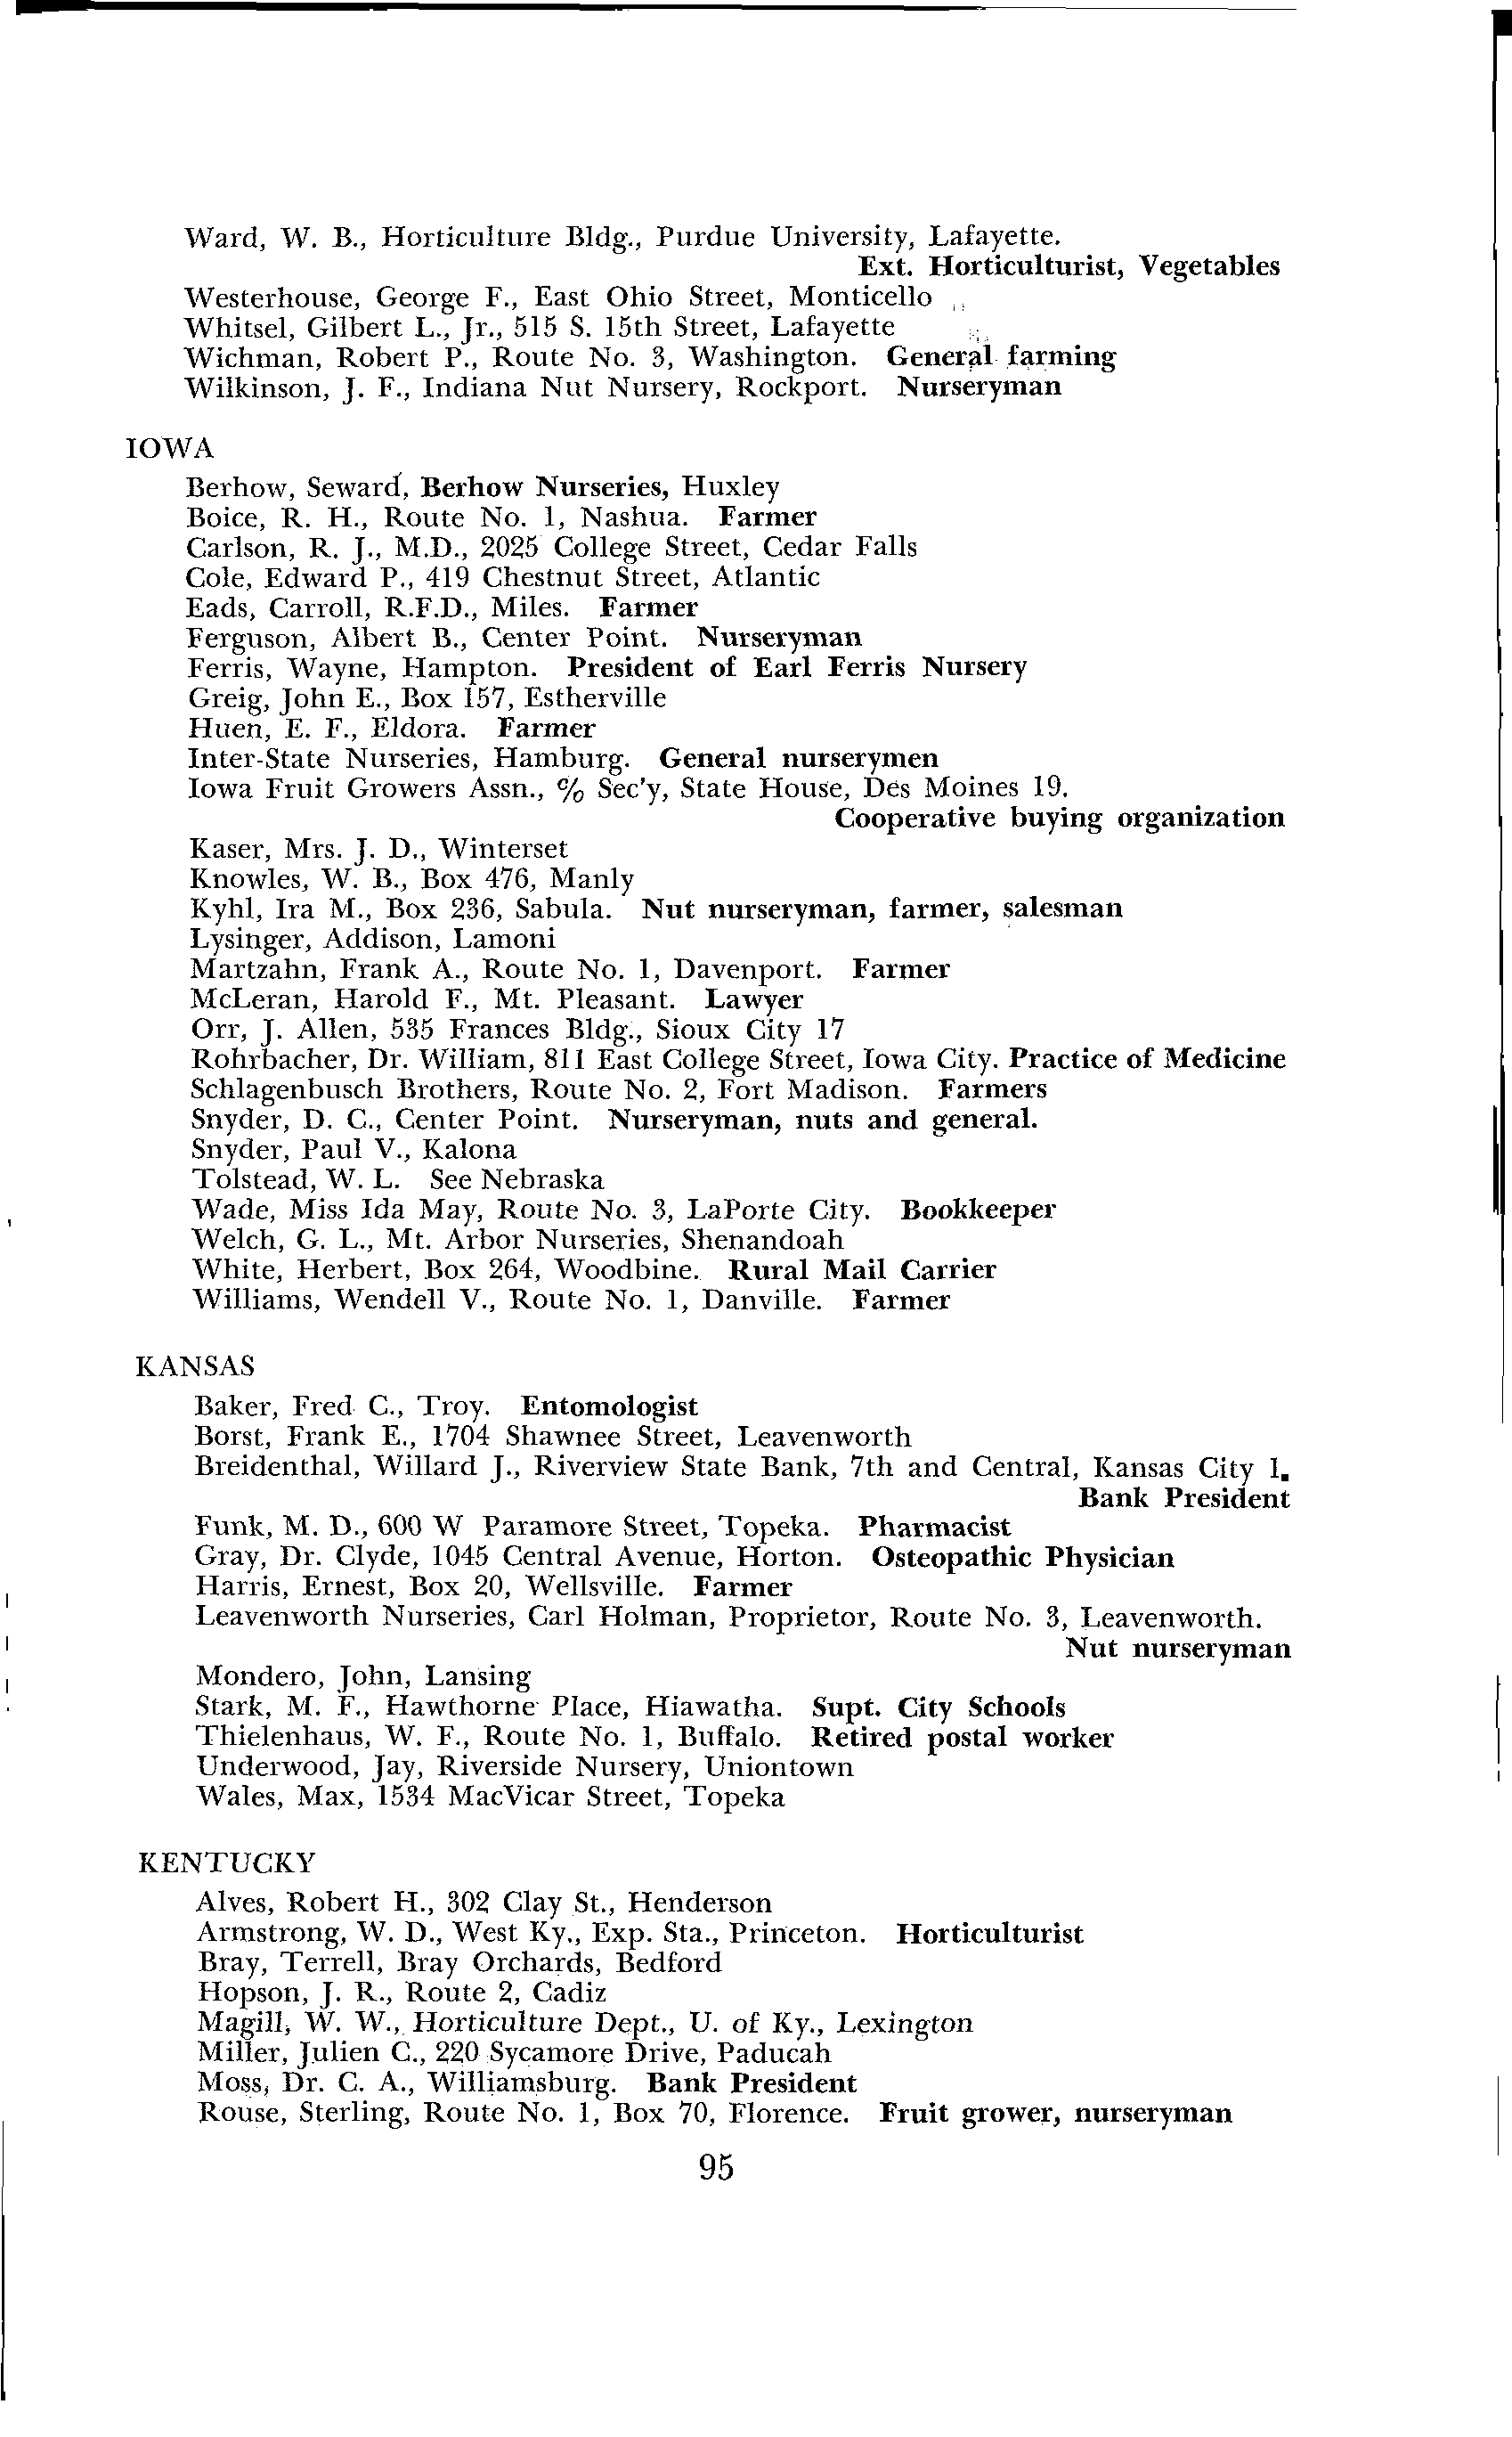 Ward, W. B., Horticulture Bldg., Purdue University, Lafayette.
Ext. Horticulturist, Vegetables
Westerhouse, George F., East Ohio Street, Monticello
Whitsel, Gilbert L., Jr., 515 S. 15th Street, Lafayette
Wichman, Robert P., Route No. 3, Washington. General farming
Wilkinson, J. F., Indiana Nut Nursery, Rockport. Nurseryman
IOWA
Berhow, Seward, Berhow Nurseries, Huxley
Boice, R. H., Route No. 1, Nashua. Farmer
Carlson, R. J., M.D., 2025 College Street, Cedar Falls
Cole, Edward P., 419 Chestnut Street, Atlantic
Eads, Carroll, R.F.D., Miles. Farmer
Ferguson, Albert B., Center Point. Nurseryman
Ferris, Wayne, Hampton. President of Earl Ferris Nursery
Greig, John E., Box 157, Estherville
Huen, E. F., Eldora. Farmer
Inter-State Nurseries, Hamburg. General nurserymen
Iowa Fruit Growers Assn., % Sec'y, State House, Des Moines 19.
Cooperative buying organization
Kaser, Mrs. J. D., Winterset
Knowles, W. B., Box 476, Manly
Kyhl, Ira M., Box 236, Sabula. Nut nurseryman, farmer, salesman
Lysinger, Addison, Lamoni
Martzahn, Frank A., Route No. 1, Davenport. Farmer
McLeran, Harold F., Mt. Pleasant. Lawyer
Orr, J. Allen, 535 Frances Bldg., Sioux City 17
Rohrbacher, Dr. William, 811 East College Street, Iowa City. Practice of Medicine
Schlagenbusch Brothers, Route No. 2, Fort Madison. Farmers
Snyder, D. C., Center Point. Nurseryman, nuts and general.
Snyder, Paul V., Kalona
Tolstead, W. L. See Nebraska
Wade, Miss Ida May, Route No. 3, LaPorte City. Bookkeeper
Welch, G. L., Mt. Arbor Nurseries, Shenandoah
White, Herbert, Box 264, Woodbine. Rural Mail Carrier
Williams, Wendell V., Route No. 1, Danville. Farmer
KANSAS
Baker, Fred C., Troy. Entomologist
Borst, Frank E., 1704 Shawnee Street, Leavenworth
Breidenthal, Willard J., Riverview State Bank, 7th and Central, Kansas City 1.
Bank President
Funk, M. D., 600 W Paramore Street, Topeka. Pharmacist
Gray, Dr. Clyde, 1045 Central Avenue, Horton. Osteopathic Physician
Harris, Ernest, Box 20, Wellsville. Farmer
Leavenworth Nurseries, Carl Holman, Proprietor, Route No. 3, Leavenworth.
Nut nurseryman
Mondero, John, Lansing
Stark, M. F., Hawthorne Place, Hiawatha. Supt. City Schools
Thielenhaus, W. F., Route No. 1, Buffalo. Retired postal worker
Underwood, Jay, Riverside Nursery, Uniontown
Wales, Max, 1534 MacVicar Street, Topeka
KENTUCKY
Alves, Robert H., 302 Clay St., Henderson
Armstrong, W. D., West Ky., Exp. Sta., Princeton. Horticulturist
Bray, Terrell, Bray Orchards, Bedford
Hopson, J. R., Route 2, Cadiz
Magill, W. W., Horticulture Dept., U. of Ky., Lexington
Miller, Julien C., 220 Sycamore Drive, Paducah
Moss, Dr. C. A., Williamsburg. Bank President
Rouse, Sterling, Route No. 1, Box 70, Florence. Fruit grower, nurseryman
95